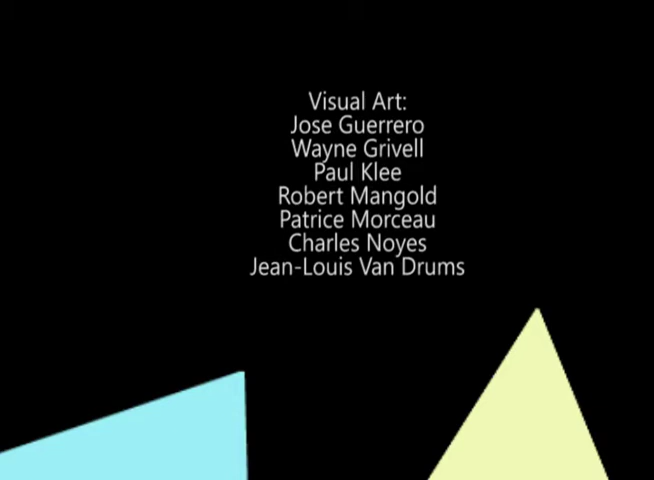 Visual Art:
Jose Guerrero
Wayne Grivell
Paul Klee
Robert Mangold
Patrice Morceau
Charles Noyes
Jean-Louis Van Drums